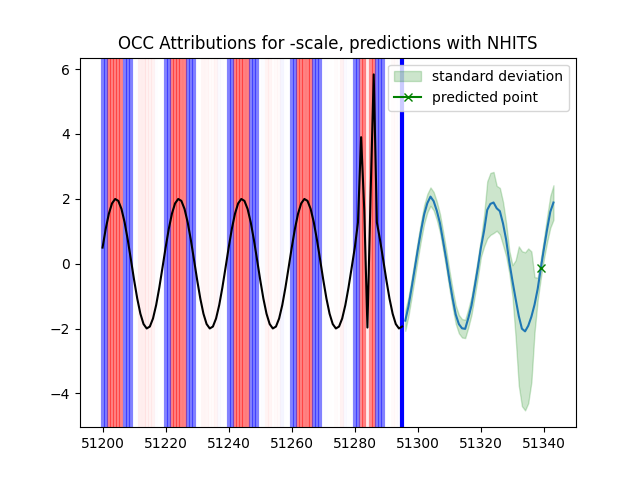 OCC Attributions for -scale, predictions with NHITS
standard deviation
predicted point
6
4
2
0
−2
−4
51200 51220 51240 51260 51280 51300 51320 51340